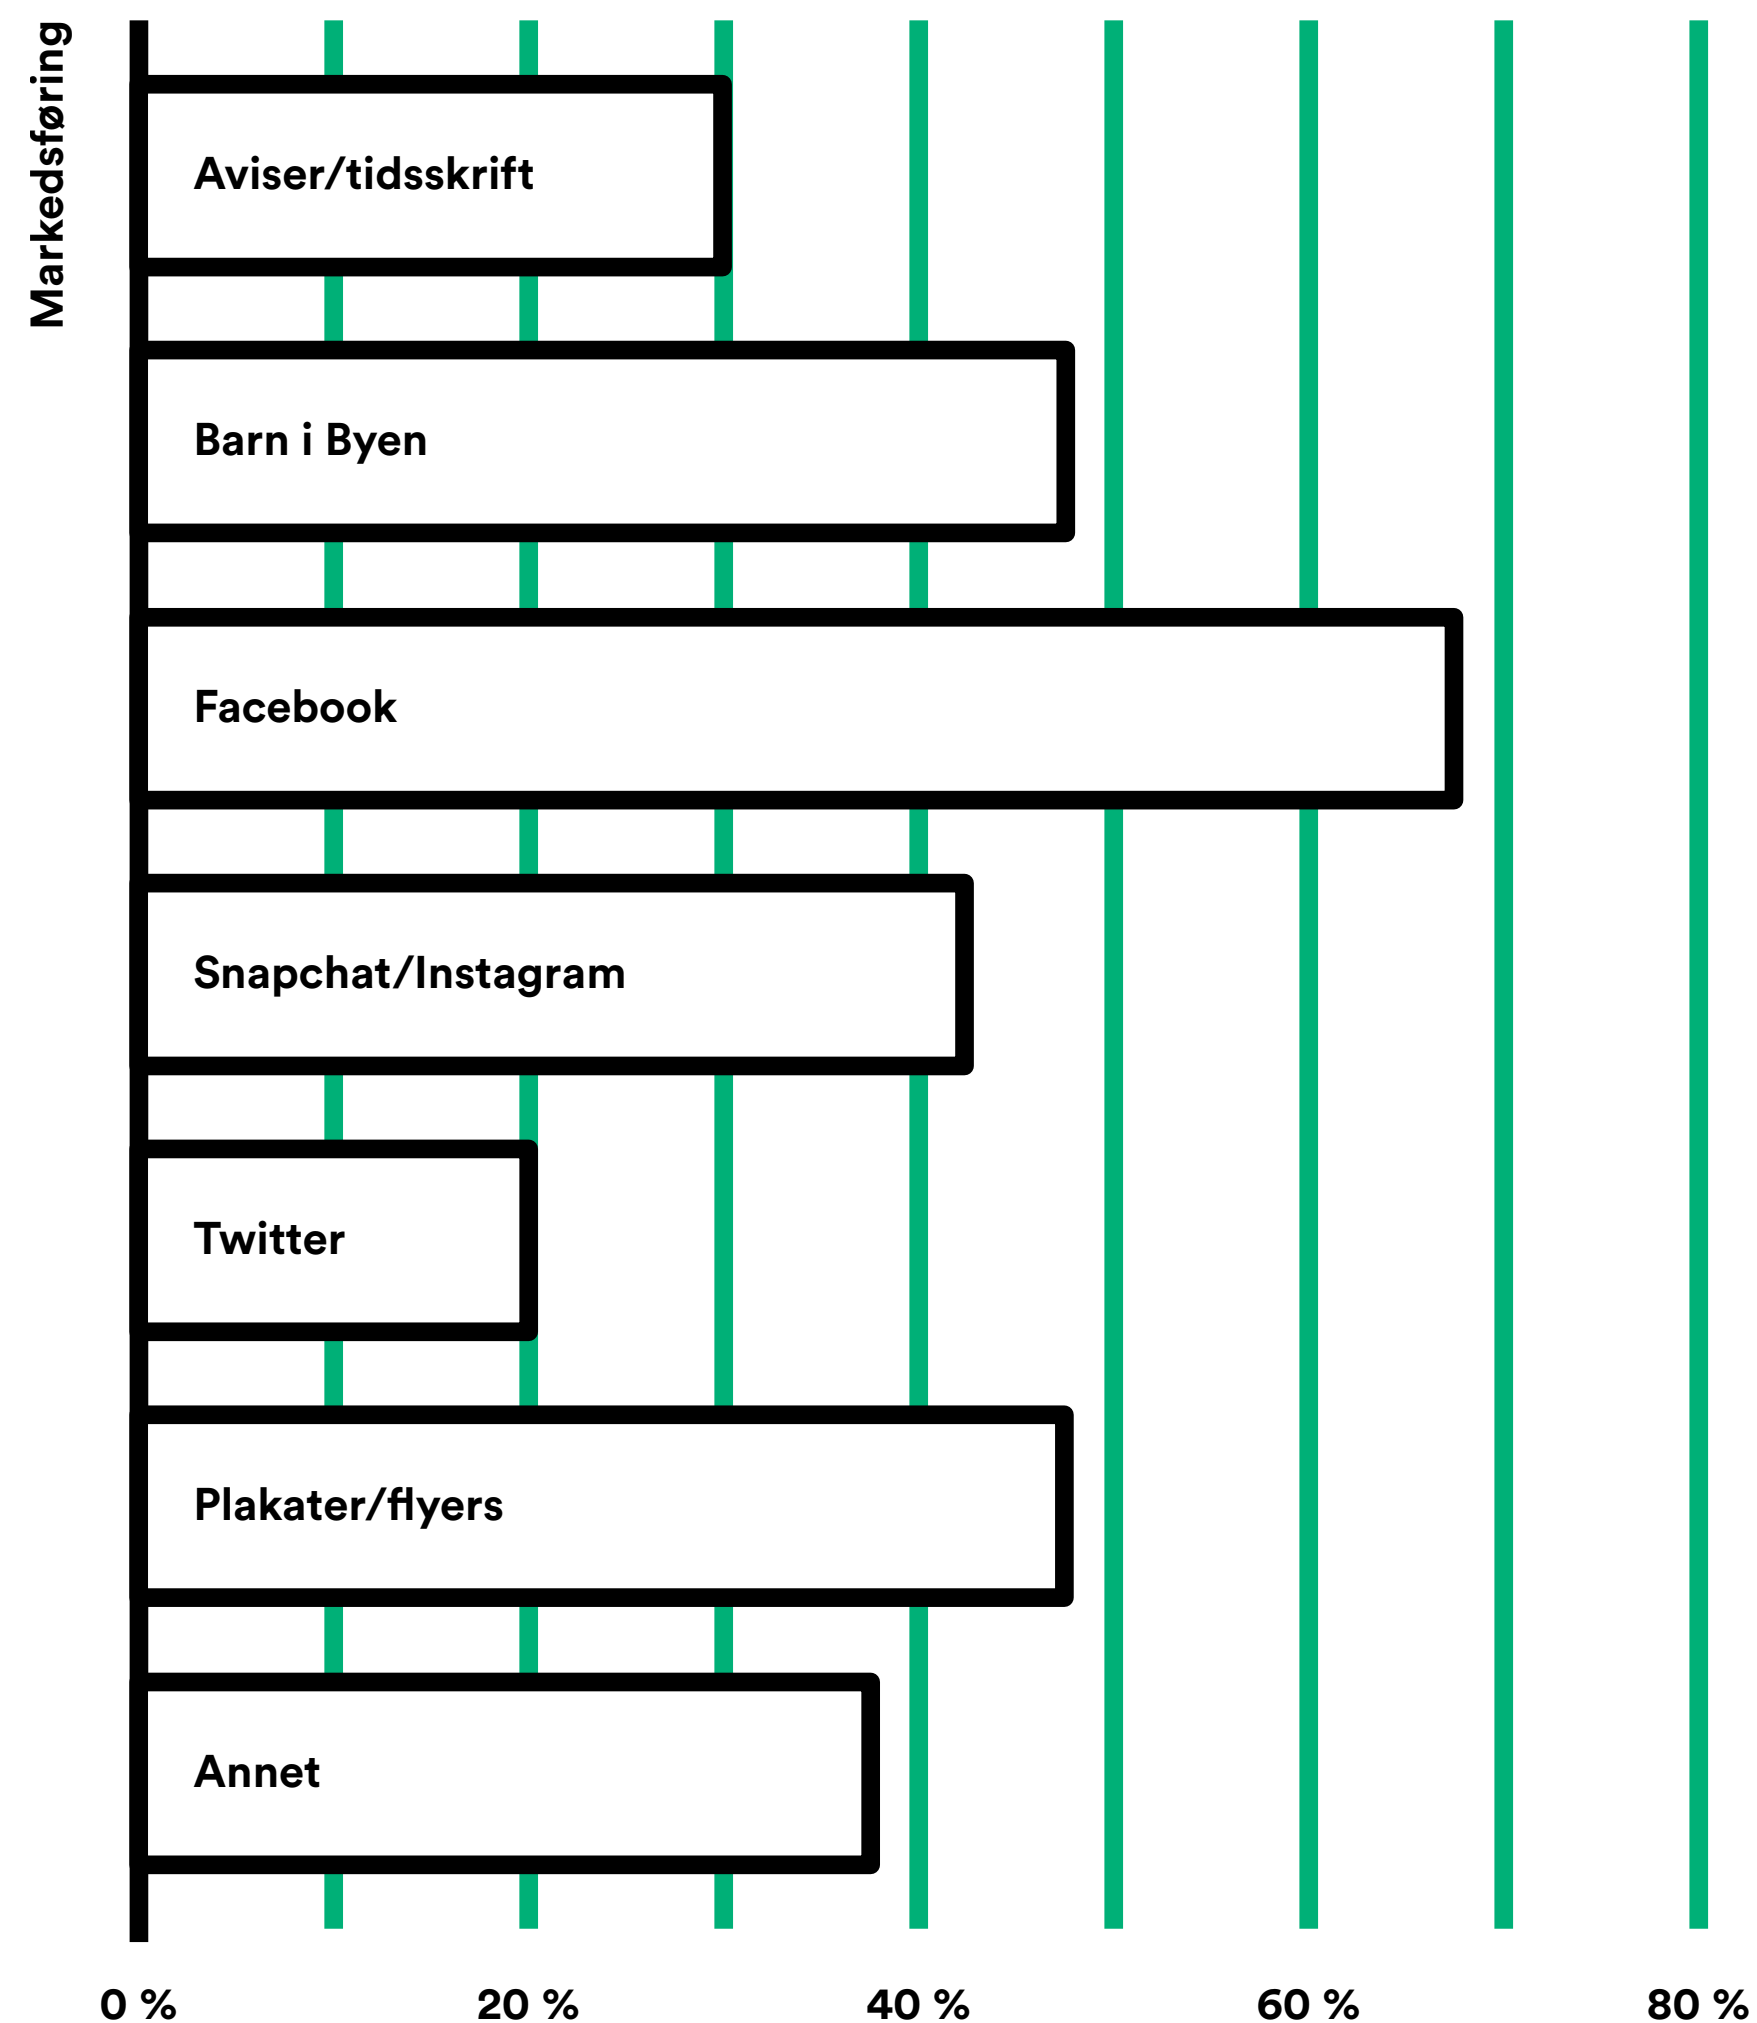 Markedsføring
Aviser/tidsskrift
Barn i Byen
Facebook
Snapchat/Instagram
Twitter
Plakater/flyers
Annet
0 % 20 % 40 % 60 % 80 %